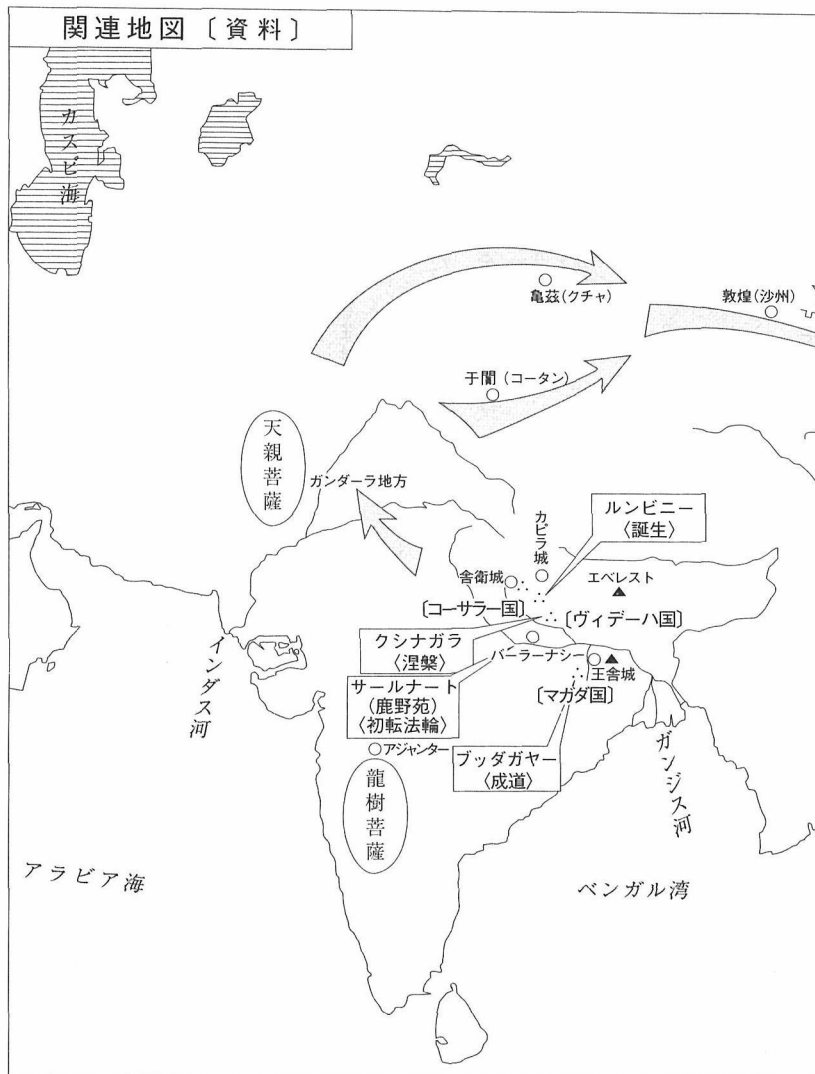 関連地図〔資料〕
カスピ海
亀茲(クチャ)
敦煌(沙州)
于闐(コータン)
天親菩薩
ガンダーラ地方
ルンビニー
〈誕生〉
カピラ城
舎衛城
エベレスト
〔コーサラー国〕
〔ヴィデーハ国〕
クシナガラ
〈涅槃〉
バーラーナシー
王舎城
サールナート
(鹿野苑)
〈初転法輪〉
〔マガダ国〕
インダス河
アジャンター
ブッダガヤー
〈成道〉
ガンジス河
龍樹菩薩
アラビア海
ベンガル湾